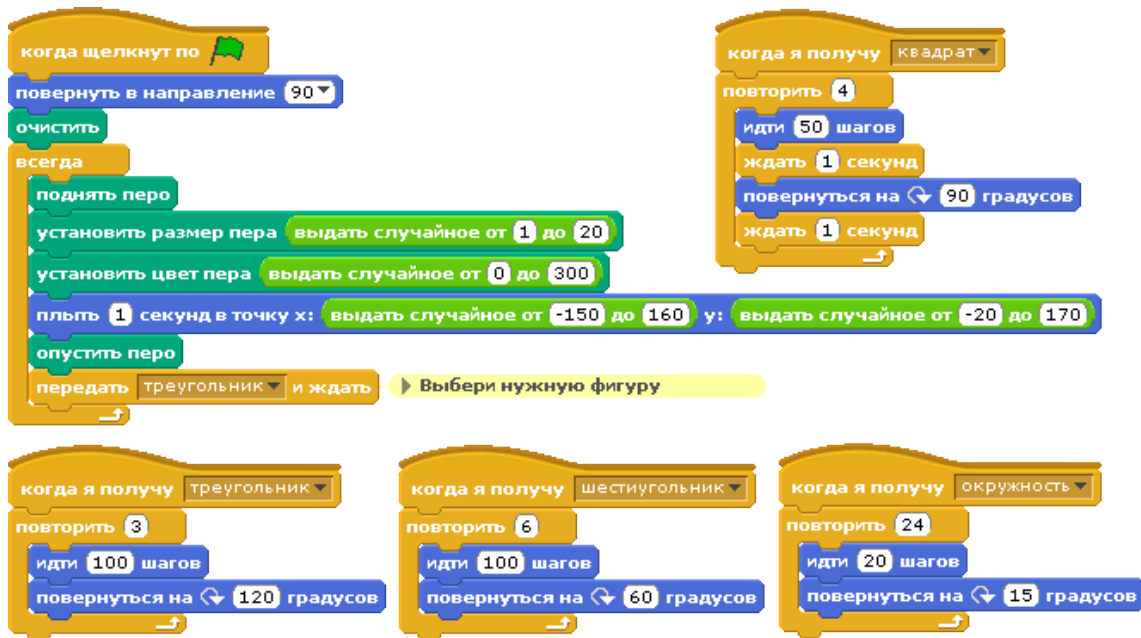 когда щелкнут по
повернуть в направление 90
очистить
всегда
поднять перо
установить размер пера выдать случайное от 1 до 20
установить цвет пера выдать случайное от 0 до 300
плыть 1 секунд в точку x: выдать случайное от -150 до 160 y: выдать случайное от -20 до 170
опустить перо
передать треугольник и ждать Выбери нужную фигуру
когда я получу квадрат
повторить 4
идти 50 шагов
ждать 1 секунд
повернуться на 90 градусов
ждать 1 секунд
когда я получу треугольник
повторить 3
идти 100 шагов
повернуться на 120 градусов
когда я получу шестиугольник
повторить 6
идти 100 шагов
повернуться на 60 градусов
когда я получу окружность
повторить 24
идти 20 шагов
повернуться на 15 градусов